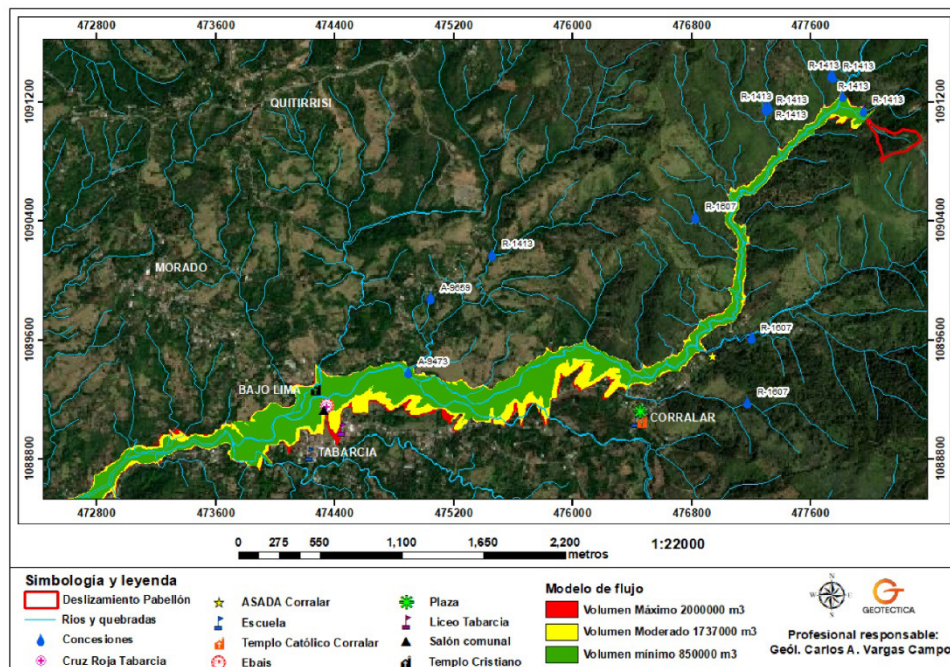 472800 473600 474400 475200 476000 476800 477600
1091200
1090400
1089600
1088800
1091200
1090400
1089600
1088800
R-1413 R-1413
R-1413
R-1413
R-1413
R-1413
R-1413
QUITIRRISI
R-1607
R-1413
MORADO
A-9669
R-1607
A-9473
BAJO LIMA
R-1607
CORRALAR
TABARCIA
472800 473600 474400 475200 476000 476800 477600
0 275 550 1,100 1,650 2,200
metros
1:22000
Simbología y leyenda
Deslizamiento Pabellón
Ríos y quebradas
Concesiones
Cruz Roja Tabarcia
ASADA Corralar
Escuela
Templo Católico Corralar
Ebais
Plaza
Liceo Tabarcia
Salón comunal
Templo Cristiano
Modelo de flujo
Volumen Máximo 2000000 m3
Volumen Moderado 1737000 m3
Volumen mínimo 850000 m3
N
W
E
S
GEOTECTICA
Profesional responsable:
Geól. Carlos A. Vargas Campos